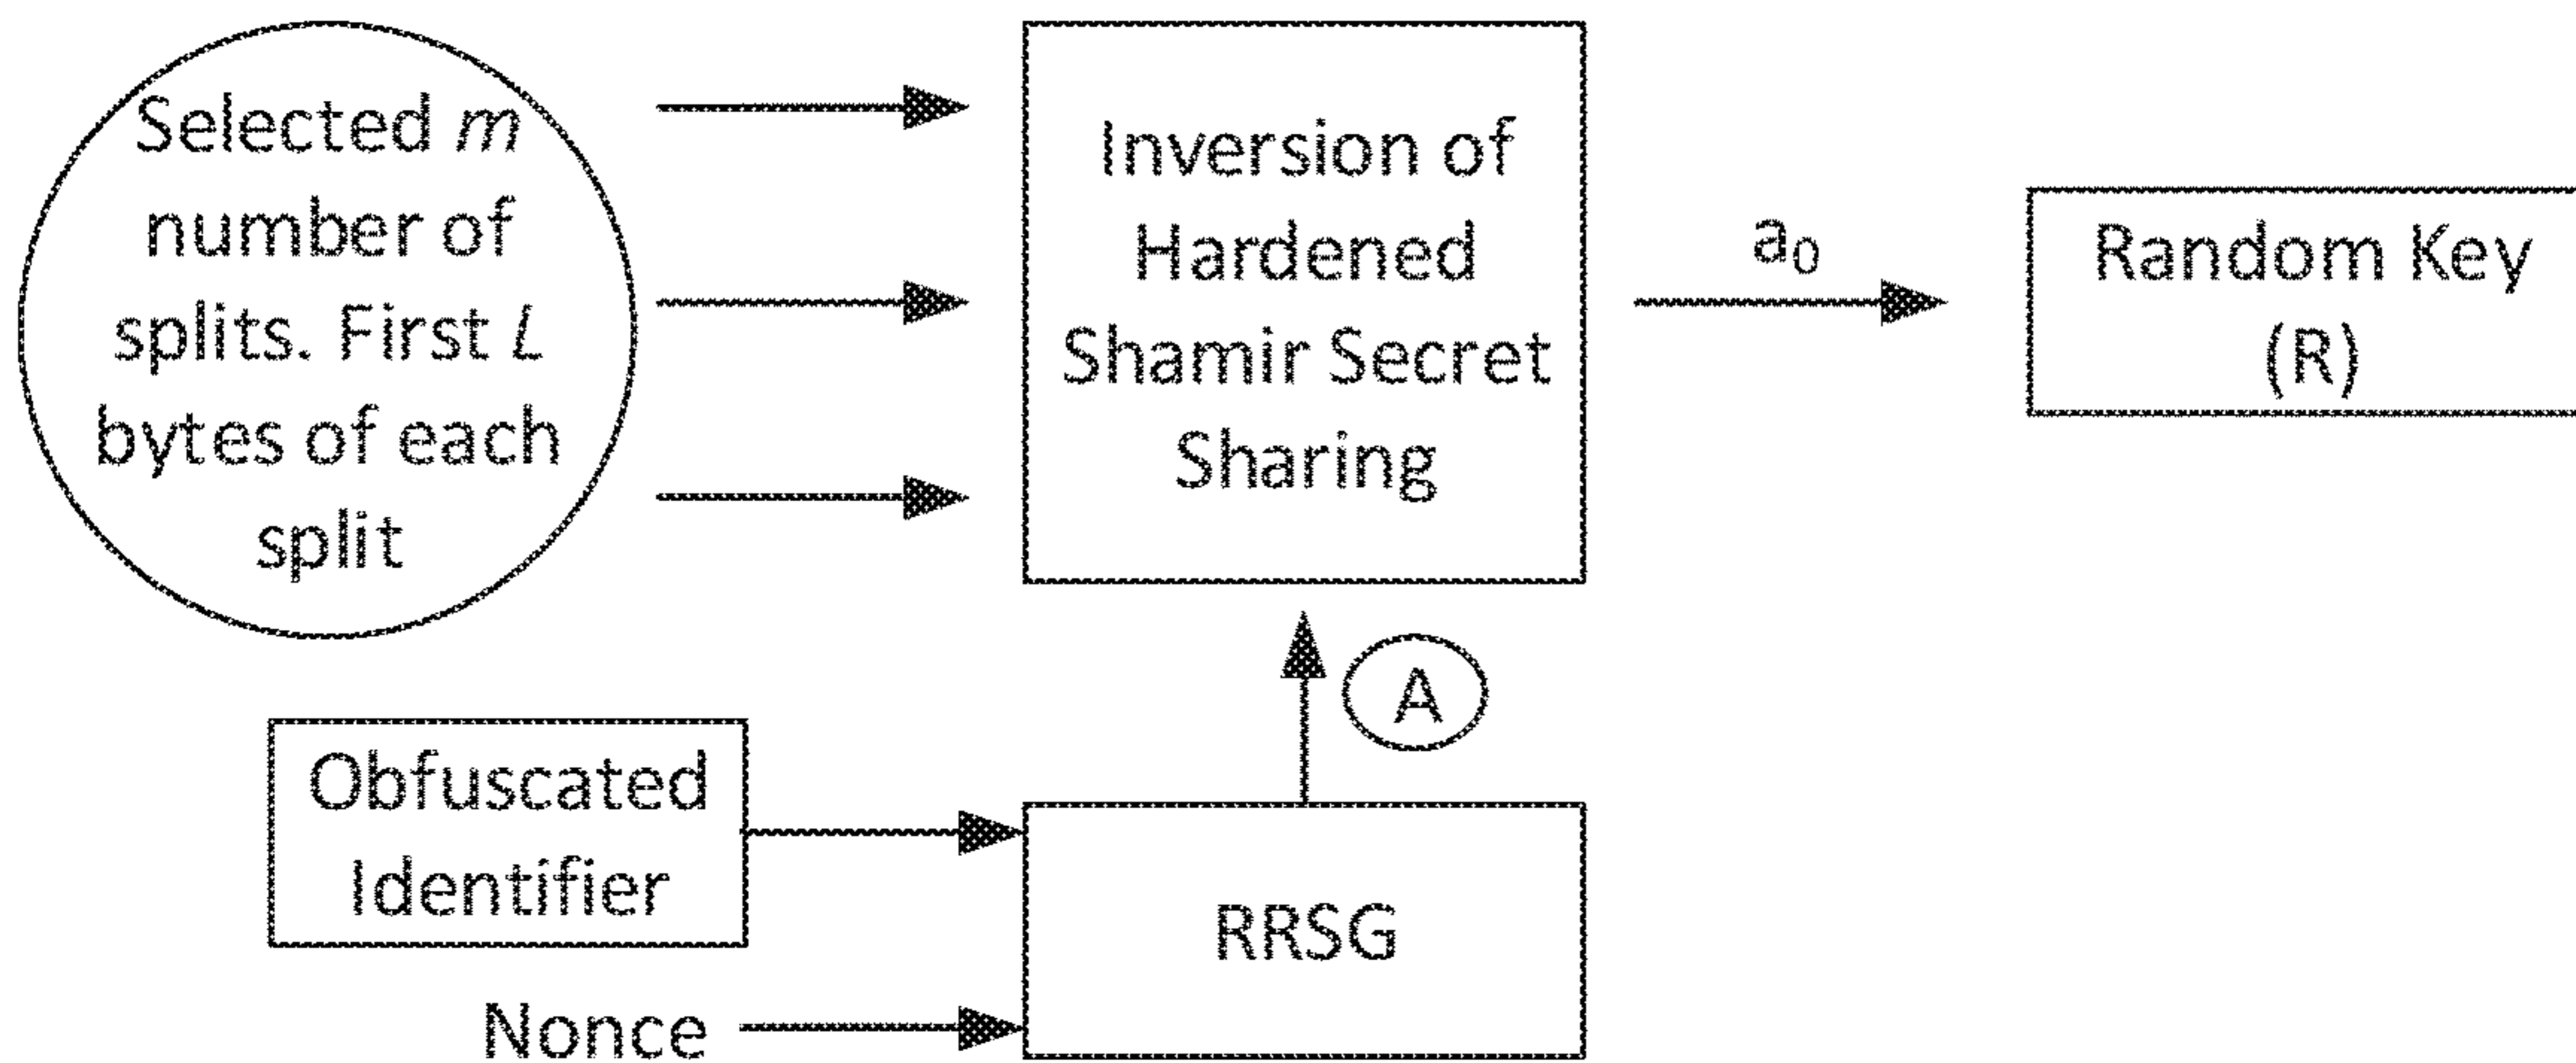 Selected m
number of
splits. First L
bytes of each
split
Inversion of
Hardened
Shamir Secret
Sharing
a₀
Random Key
(R)
A
Obfuscated
Identifier
Nonce
RRSG